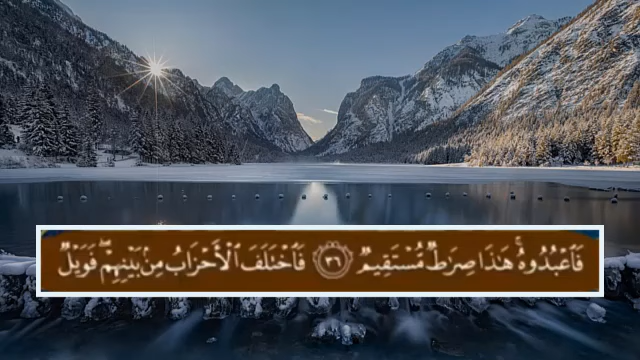 فَٱعۡبُدُوهُۚ هَٰذَا صِرَٰطٞ مُّسۡتَقِيمٞ ٣٦ فَٱخۡتَلَفَ ٱلۡأَحۡزَابُ مِنۢ بَيۡنِهِمۡۖ فَوَيۡلٞ